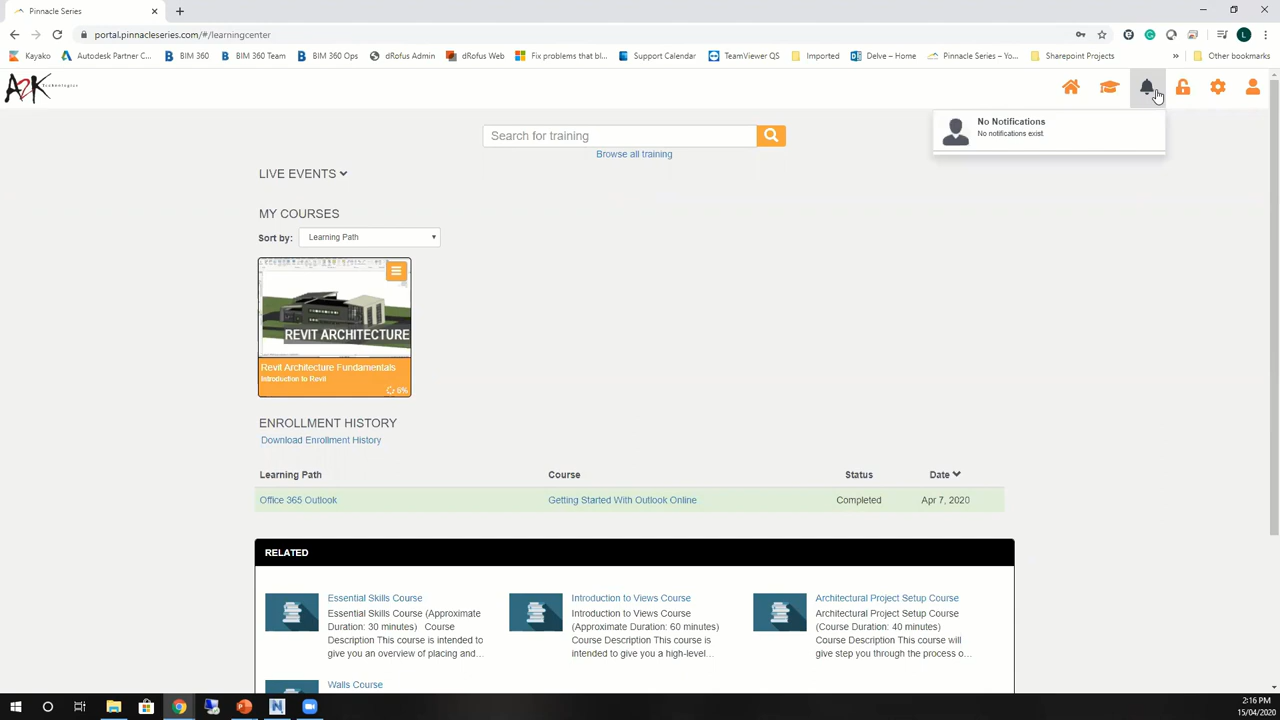 Pinnacle Series
portal.pinnacleseries.com/#/learningcenter
Kayako
Autodesk Partner C...
BIM 360
BIM 360 Team
BIM 360 Ops
dRofus Admin
dRofus Web
Fix problems that bl...
Support Calendar
TeamViewer QS
Imported
Delve – Home
Pinnacle Series – Yo...
Sharepoint Projects
»
Other bookmarks
A2K Technologies
No Notifications
No notifications exist
Search for training
Browse all training
LIVE EVENTS
MY COURSES
Sort by: Learning Path
REVIT ARCHITECTURE
Revit Architecture Fundamentals
Introduction to Revit
6%
ENROLLMENT HISTORY
Download Enrollment History
Learning Path Course Status Date
Office 365 Outlook Getting Started With Outlook Online Completed Apr 7, 2020
RELATED
Essential Skills Course
Essential Skills Course (Approximate
Duration: 30 minutes) Course
Description This course is intended to
give you an overview of placing and...
Introduction to Views Course
Introduction to Views Course
(Approximate Duration: 60 minutes)
Course Description This course is
intended to give you a high-level...
Architectural Project Setup Course
Architectural Project Setup Course
(Course Duration: 40 minutes)
Course Description This course will
give step you through the process o...
Walls Course
2:16 PM
15/04/2020